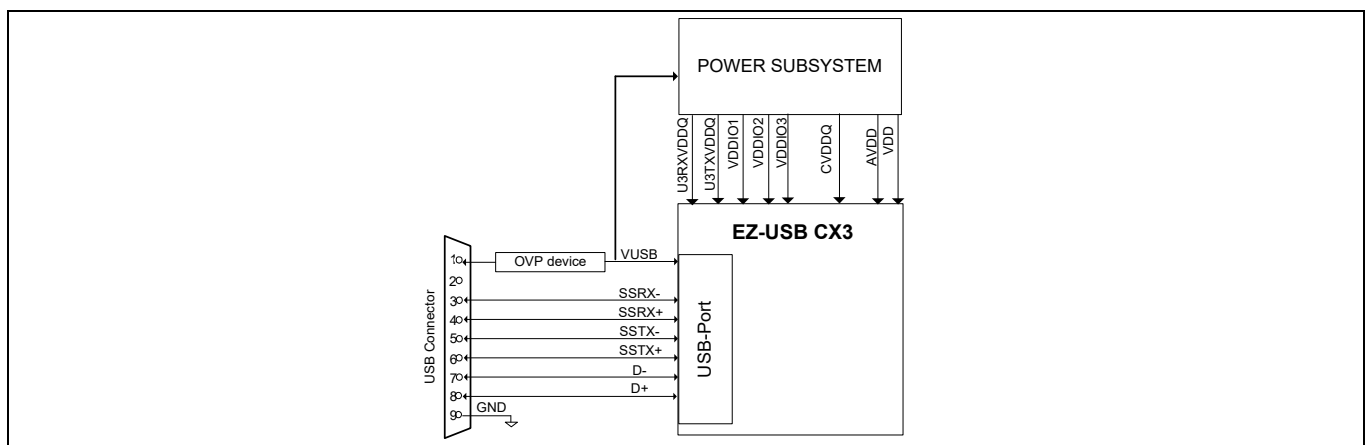 POWER SUBSYSTEM
U3RXVDDQ
U3TXVDDQ
VDDIO1
VDDIO2
VDDIO3
CVDDQ
AVDD
VDD
EZ-USB CX3
USB Connector
1
OVP device
VUSB
2
3
SSRX-
4
SSRX+
5
SSTX-
6
SSTX+
7
D-
8
D+
9
GND
USB-Port